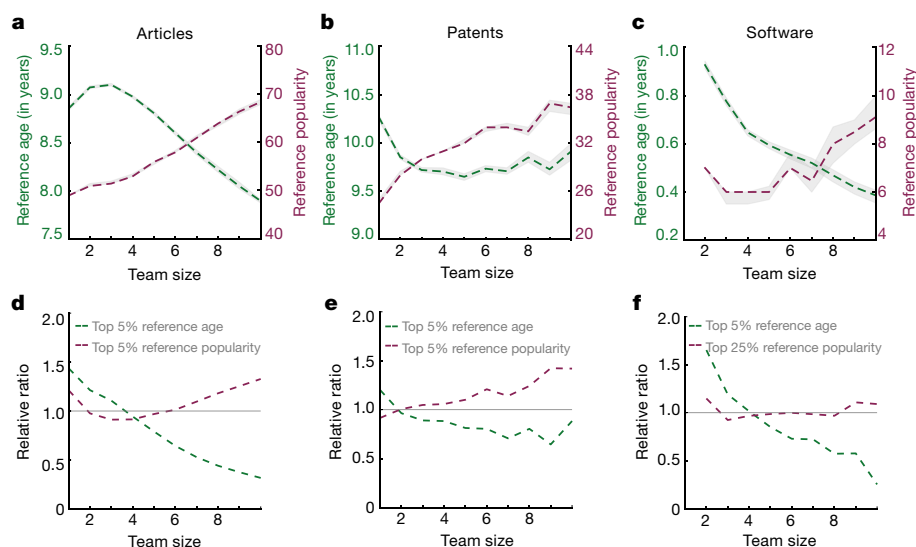 a
Articles
9.5
9.0
8.5
8.0
7.5
Reference age (in years)
80
70
60
50
40
Reference popularity
2 4 6 8
Team size
b
Patents
11.0
10.5
10.0
9.5
9.0
Reference age (in years)
44
38
32
26
20
Reference popularity
2 4 6 8
Team size
c
Software
1.0
0.8
0.6
0.4
0.2
Reference age (in years)
12
10
8
6
4
Reference popularity
2 4 6 8
Team size
d
2.0
1.5
1.0
0.5
0
Relative ratio
Top 5% reference age
Top 5% reference popularity
2 4 6 8
Team size
e
2.0
1.5
1.0
0.5
0
Relative ratio
Top 5% reference age
Top 5% reference popularity
2 4 6 8
Team size
f
2.0
1.5
1.0
0.5
0
Relative ratio
Top 5% reference age
Top 25% reference popularity
2 4 6 8
Team size